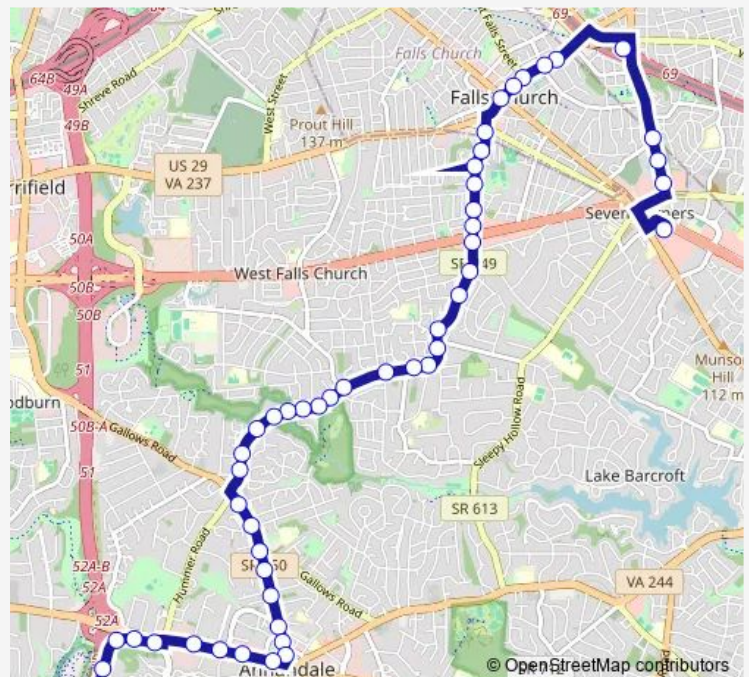 69
64B
49A
Shreve Road
49B
West Street
Falls Church
Falls Street
69
Falls Church
Prout Hill
137 m
US 29
VA 237
rrifield
50A
50B
50B
West Falls Church
SR 649
Seven Corners
Munso
Hill
112 m
51
odburn
50B-A
Gallows Road
51
Sleepy Hollow Road
Lake Barcroft
SR 613
Hummer Road
52A-B
52A
52A
SR 650
Gallows Road
VA 244
Annandale
© OpenStreetMap contributors